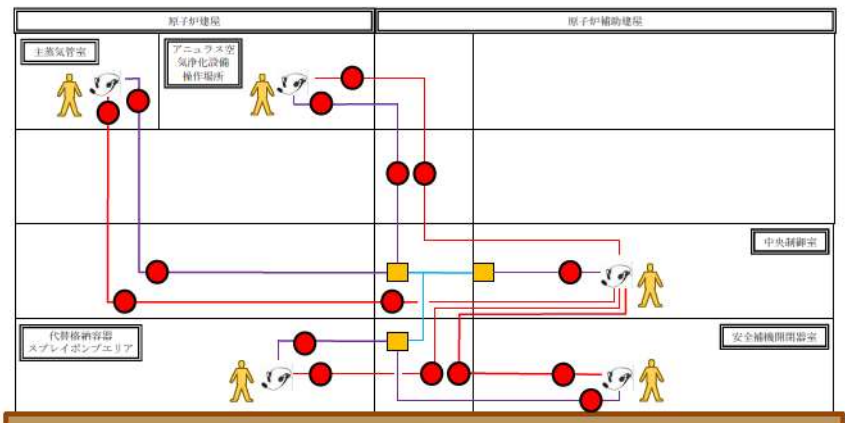 原子炉建屋
原子炉補助建屋
主蒸気管室
アニュラス空
気浄化設備
操作場所
中央制御室
代替格納容器
スプレイポンプエリア
安全補機開閉器室